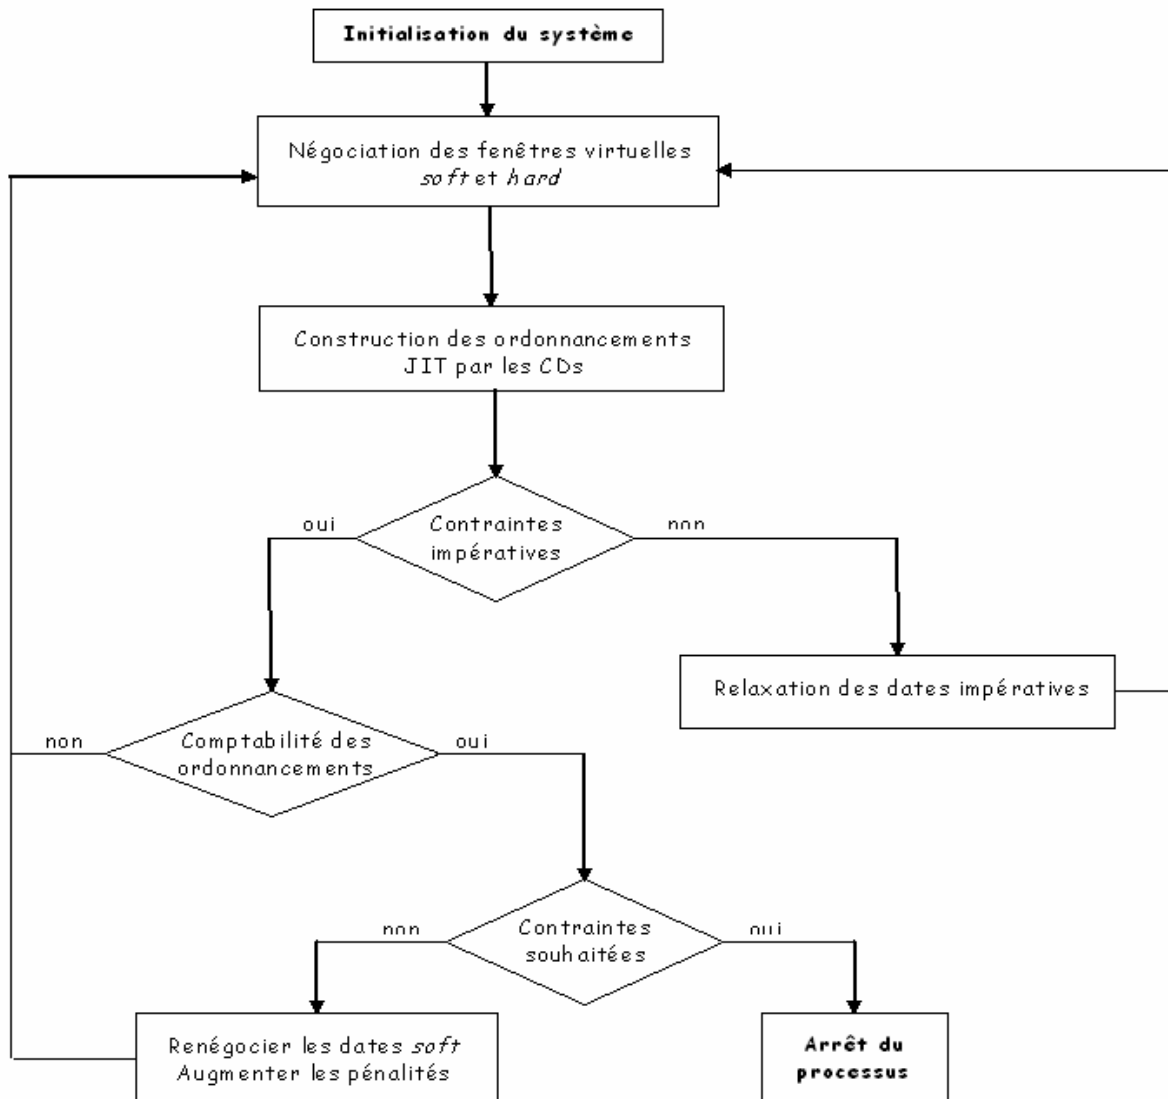 Initialisation du système
Négociation des fenêtres virtuelles
soft et hard
Construction des ordonnancements
JIT par les CDs
oui
Contraintes
impératives
non
Relaxation des dates impératives
non
Comptabilité des
ordonnancements
oui
non
Contraintes
souhaitées
oui
Renégocier les dates soft
Augmenter les pénalités
Arrêt du
processus